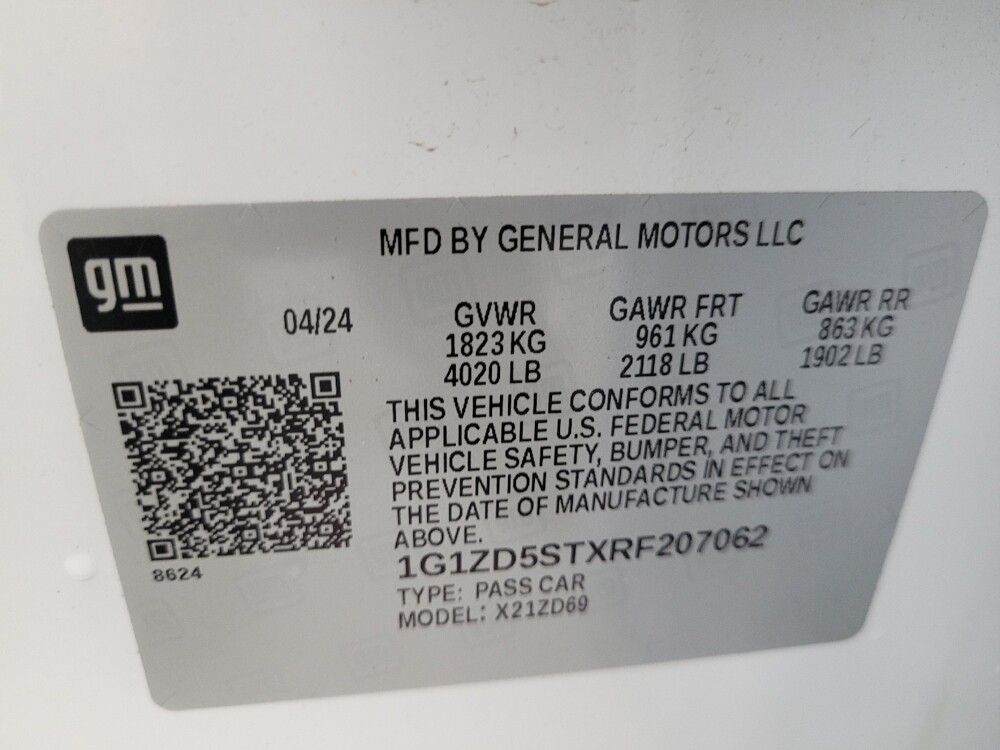 gm
MFD BY GENERAL MOTORS LLC
04/24
GVWR GAWR FRT GAWR RR
1823 KG 961 KG 863 KG
4020 LB 2118 LB 1902 LB
THIS VEHICLE CONFORMS TO ALL
APPLICABLE U.S. FEDERAL MOTOR
VEHICLE SAFETY, BUMPER, AND THEFT
PREVENTION STANDARDS IN EFFECT ON
THE DATE OF MANUFACTURE SHOWN
ABOVE.
1G1ZD5STXRF207062
TYPE: PASS CAR
MODEL: X21ZD69
8624